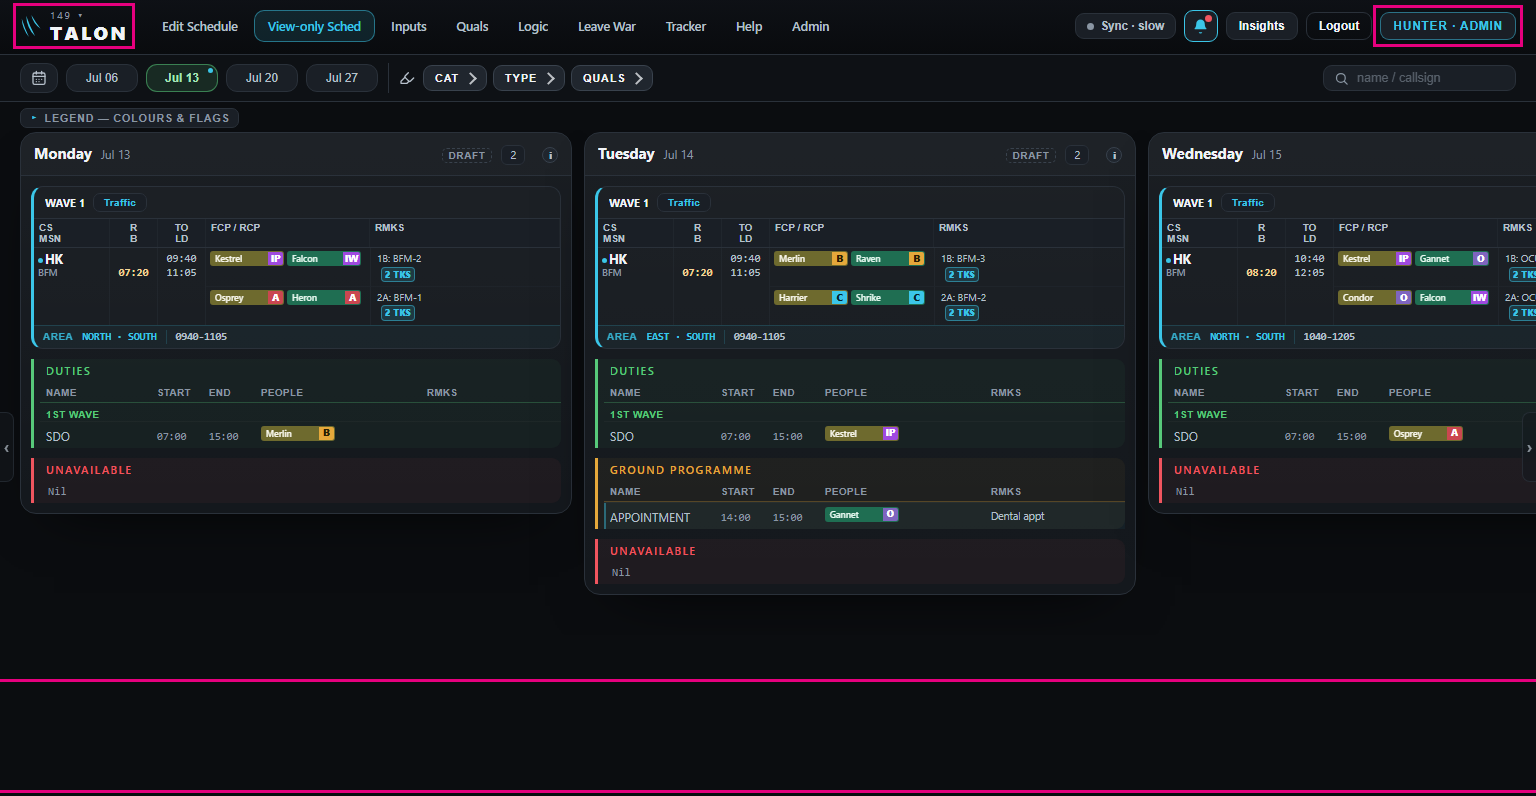 149 ▾
TALON
Edit Schedule
View-only Sched
Inputs
Quals
Logic
Leave War
Tracker
Help
Admin
Sync · slow
Insights
Logout
HUNTER · ADMIN
Jul 06
Jul 13
Jul 20
Jul 27
CAT
TYPE
QUALS
name / callsign
LEGEND — COLOURS & FLAGS
Monday Jul 13
DRAFT 2 i
WAVE 1 Traffic
CS R TO FCP / RCP RMKS
MSN B LD
HK 09:40 Kestrel IP Falcon IW 1B: BFM-2
BFM 07:20 11:05 2 TKS
Osprey A Heron A 2A: BFM-1
2 TKS
AREA NORTH · SOUTH 0940-1105
DUTIES
NAME START END PEOPLE RMKS
1ST WAVE
SDO 07:00 15:00 Merlin B
UNAVAILABLE
Nil
Tuesday Jul 14
DRAFT 2 i
WAVE 1 Traffic
CS R TO FCP / RCP RMKS
MSN B LD
HK 09:40 Merlin B Raven B 1B: BFM-3
BFM 07:20 11:05 2 TKS
Harrier C Shrike C 2A: BFM-2
2 TKS
AREA EAST · SOUTH 0940-1105
DUTIES
NAME START END PEOPLE RMKS
1ST WAVE
SDO 07:00 15:00 Kestrel IP
GROUND PROGRAMME
NAME START END PEOPLE RMKS
APPOINTMENT 14:00 15:00 Gannet O Dental appt
UNAVAILABLE
Nil
Wednesday Jul 15
WAVE 1 Traffic
CS R TO FCP / RCP RMKS
MSN B LD
HK 10:40 Kestrel IP Gannet O 1B: OCU
BFM 08:20 12:05 2 TKS
Condor O Falcon IW 2A: OC
2 TKS
AREA NORTH · SOUTH 1040-1205
DUTIES
NAME START END PEOPLE
1ST WAVE
SDO 07:00 15:00 Osprey A
UNAVAILABLE
Nil